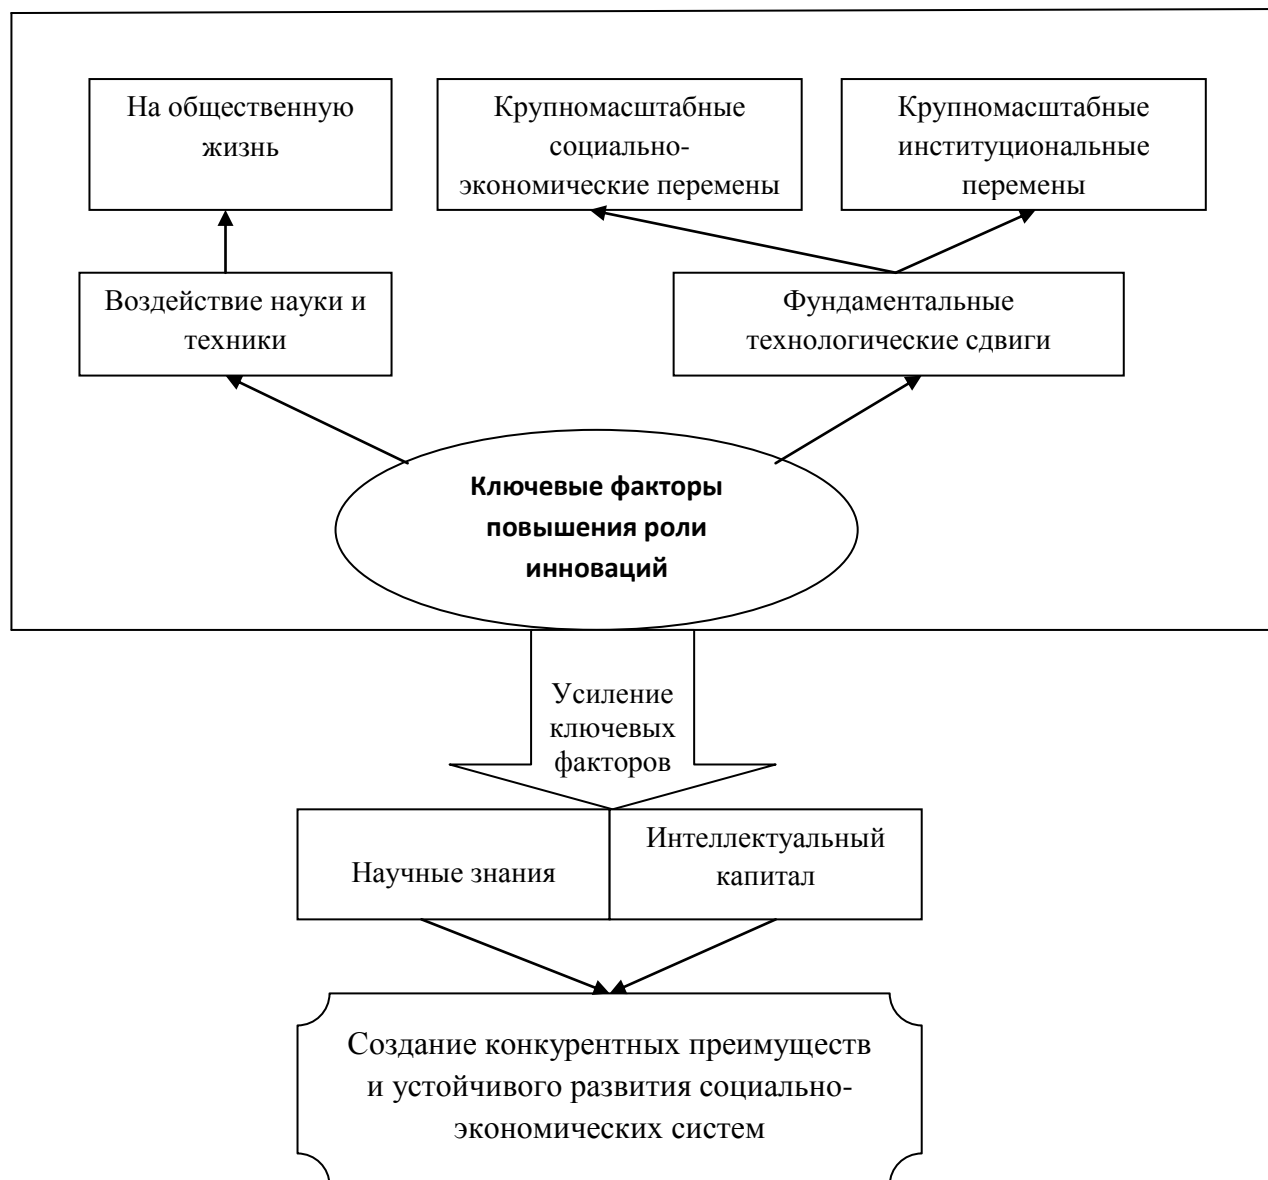 На общественную
жизнь
Крупномасштабные
социально-
экономические перемены
Крупномасштабные
институциональные
перемены
Воздействие науки и
техники
Фундаментальные
технологические сдвиги
Ключевые факторы
повышения роли
инноваций
Усиление
ключевых
факторов
Научные знания
Интеллектуальный
капитал
Создание конкурентных преимуществ
и устойчивого развития социально-
экономических систем